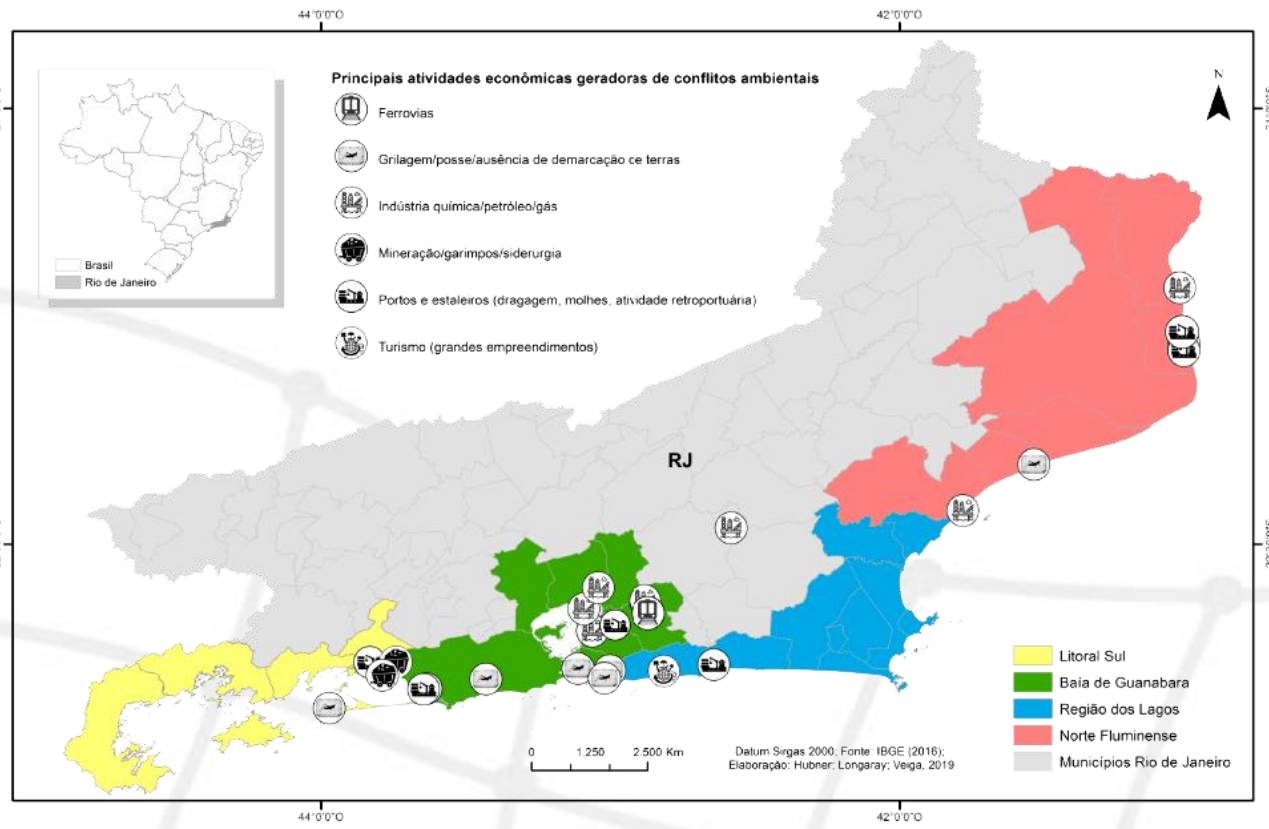 44°0'0"O
42°0'0"O
Principais atividades econômicas geradoras de conflitos ambientais
Ferrovias
Grilagem/posse/ausência de demarcação ce terras
Indústria química/petróleo/gás
Mineração/garimpos/siderurgia
Portos e estaleiros (dragagem, molhes, atividade retroportuária)
Turismo (grandes empreendimentos)
Brasil
Rio de Janeiro
N
RJ
Litoral Sul
Baía de Guanabara
Região dos Lagos
Norte Fluminense
Municípios Rio de Janeiro
0 1.250 2.500 Km
Datum Sirgas 2000; Fonte: IBGE (2016);
Elaboração: Hubner; Longaray; Veiga, 2019
44°0'0"O
42°0'0"O